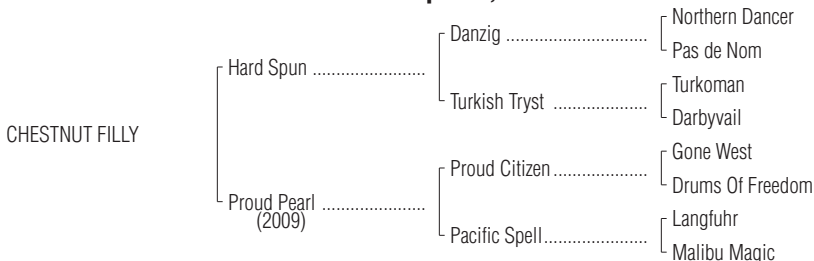 Northern Dancer
Danzig ..............................
Pas de Nom
Hard Spun ........................
Turkoman
Turkish Tryst ....................
Darbyvail
CHESTNUT FILLY
Gone West
Proud Citizen....................
Drums Of Freedom
Proud Pearl ......................
(2009)
Langfuhr
Pacific Spell......................
Malibu Magic